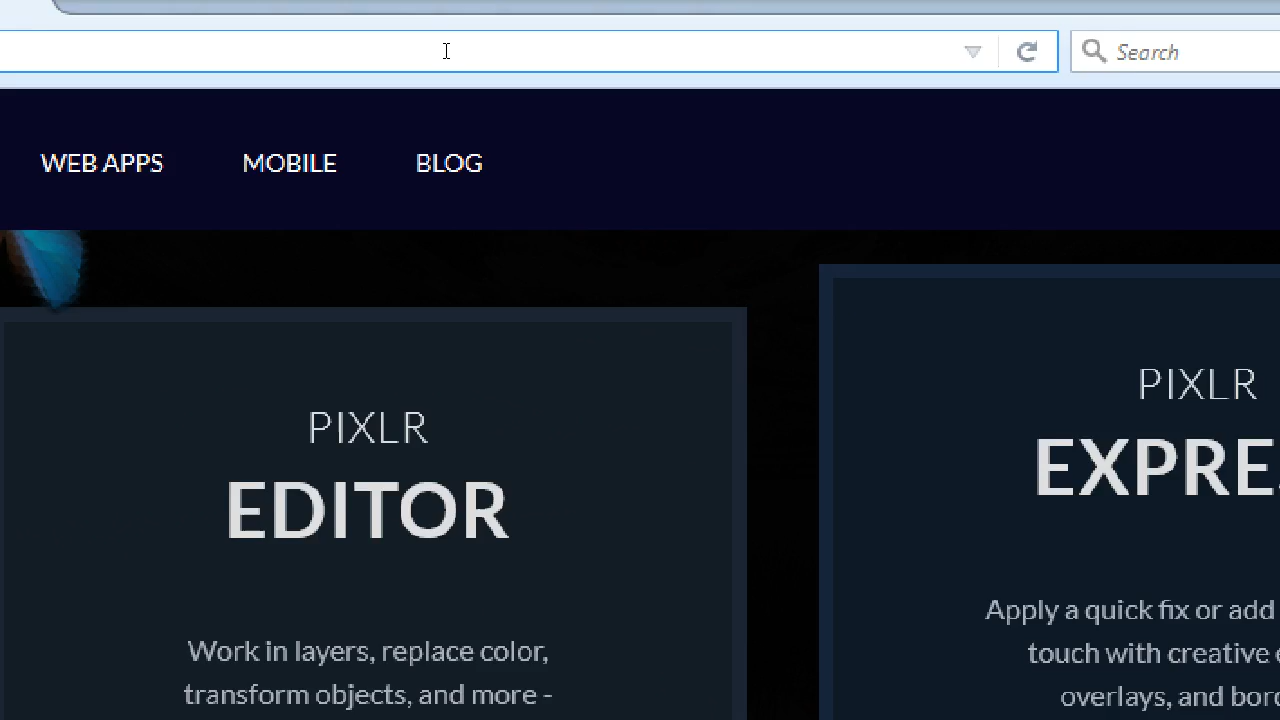 Search
WEB APPS MOBILE BLOG
PIXLR
EDITOR
Work in layers, replace color,
transform objects, and more -
PIXLR
EXPRE
Apply a quick fix or add
touch with creative
overlays, and